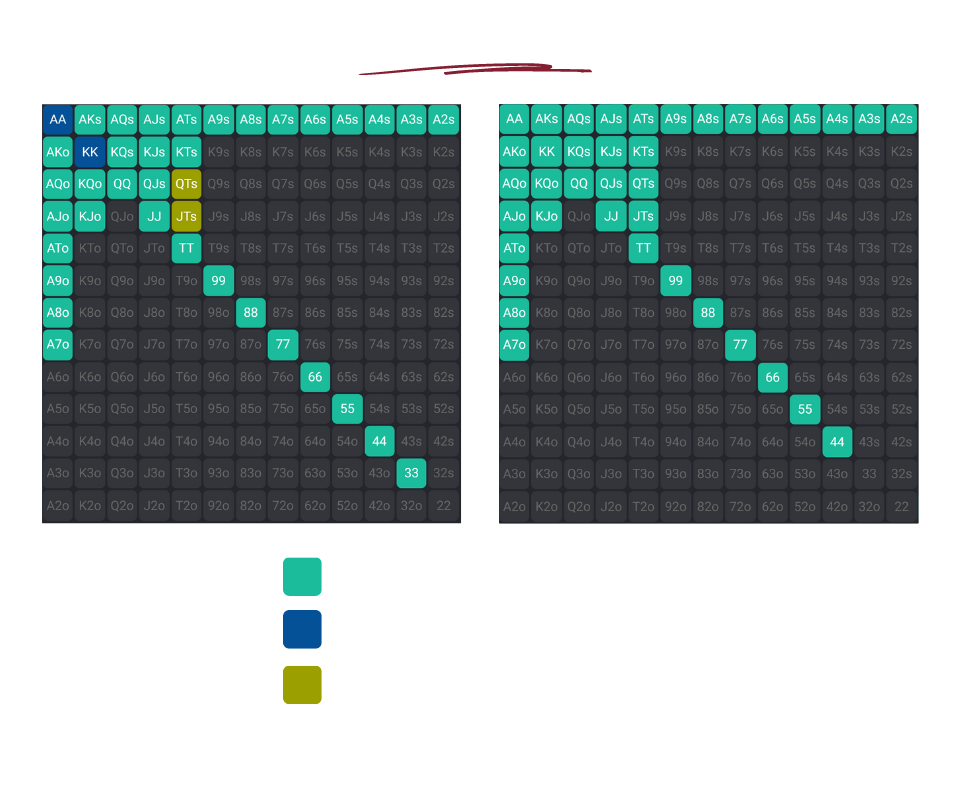 AA AKs AQs AJs ATs A9s A8s A7s A6s A5s A4s A3s A2s
AKo KK KQs KJs KTs K9s K8s K7s K6s K5s K4s K3s K2s
AQo KQo QQ QJs QTs Q9s Q8s Q7s Q6s Q5s Q4s Q3s Q2s
AJo KJo QJo JJ JTs J9s J8s J7s J6s J5s J4s J3s J2s
ATo KTo QTo JTo TT T9s T8s T7s T6s T5s T4s T3s T2s
A9o K9o Q9o J9o T9o 99 98s 97s 96s 95s 94s 93s 92s
A8o K8o Q8o J8o T8o 98o 88 87s 86s 85s 84s 83s 82s
A7o K7o Q7o J7o T7o 97o 87o 77 76s 75s 74s 73s 72s
A6o K6o Q6o J6o T6o 96o 86o 76o 66 65s 64s 63s 62s
A5o K5o Q5o J5o T5o 95o 85o 75o 65o 55 54s 53s 52s
A4o K4o Q4o J4o T4o 94o 84o 74o 64o 54o 44 43s 42s
A3o K3o Q3o J3o T3o 93o 83o 73o 63o 53o 43o 33 32s
A2o K2o Q2o J2o T2o 92o 82o 72o 62o 52o 42o 32o 22
AA AKs AQs AJs ATs A9s A8s A7s A6s A5s A4s A3s A2s
AKo KK KQs KJs KTs K9s K8s K7s K6s K5s K4s K3s K2s
AQo KQo QQ QJs QTs Q9s Q8s Q7s Q6s Q5s Q4s Q3s Q2s
AJo KJo QJo JJ JTs J9s J8s J7s J6s J5s J4s J3s J2s
ATo KTo QTo JTo TT T9s T8s T7s T6s T5s T4s T3s T2s
A9o K9o Q9o J9o T9o 99 98s 97s 96s 95s 94s 93s 92s
A8o K8o Q8o J8o T8o 98o 88 87s 86s 85s 84s 83s 82s
A7o K7o Q7o J7o T7o 97o 87o 77 76s 75s 74s 73s 72s
A6o K6o Q6o J6o T6o 96o 86o 76o 66 65s 64s 63s 62s
A5o K5o Q5o J5o T5o 95o 85o 75o 65o 55 54s 53s 52s
A4o K4o Q4o J4o T4o 94o 84o 74o 64o 54o 44 43s 42s
A3o K3o Q3o J3o T3o 93o 83o 73o 63o 53o 43o 33 32s
A2o K2o Q2o J2o T2o 92o 82o 72o 62o 52o 42o 32o 22